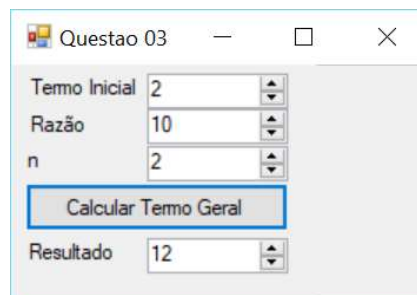 Questao 03
Termo Inicial 2
Razão 10
n 2
Calcular Termo Geral
Resultado 12